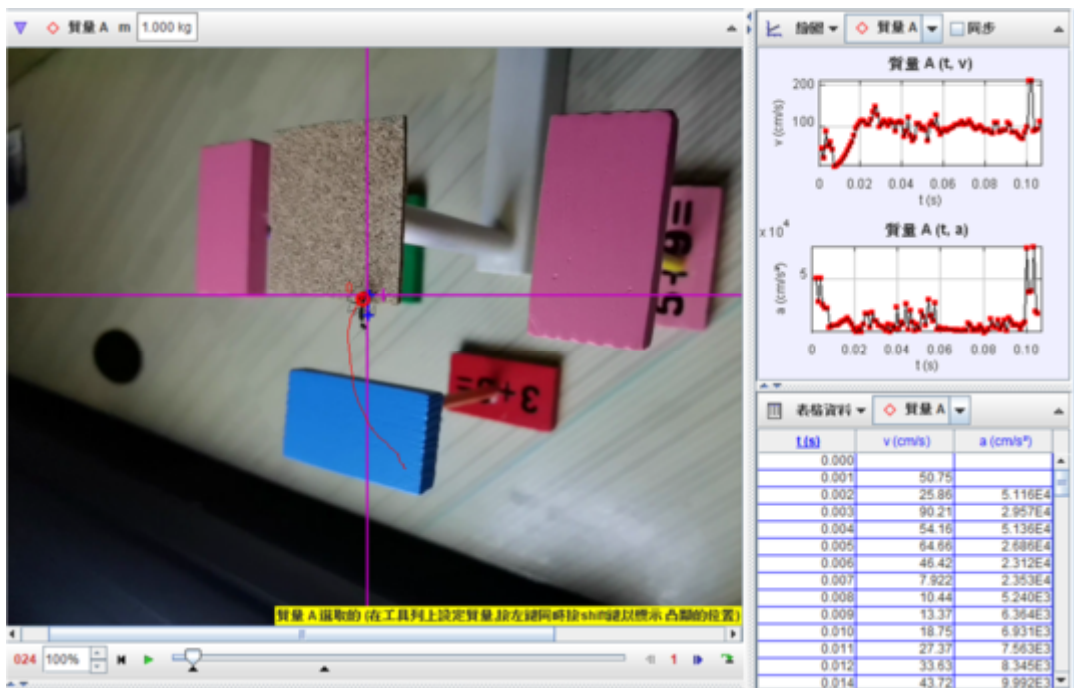 質量 A m 1.000 kg
繪圖 質量 A 同步
質量 A (t, v)
v (cm/s)
200
100
0 0.02 0.04 0.06 0.08 0.10
t (s)
質量 A (t, a)
x 10⁴
a (cm/s²)
5
0 0.02 0.04 0.06 0.08 0.10
t (s)
5+6=
3+5=
表格資料 質量 A
t (s) v (cm/s) a (cm/s²)
0.000
0.001 50.75
0.002 25.86 5.116E4
0.003 90.21 2.957E4
0.004 54.16 5.136E4
0.005 64.66 2.686E4
0.006 46.42 2.312E4
0.007 7.922 2.353E4
0.008 10.44 5.240E3
0.009 13.37 6.364E3
0.010 18.75 6.931E3
0.011 27.37 7.563E3
0.012 33.63 8.345E3
0.014 43.72 9.992E3
質量 A 選取的 (在工具列上設定質量,按左鍵同時按shift鍵以標示 凸顯的位置)
024 100% 1